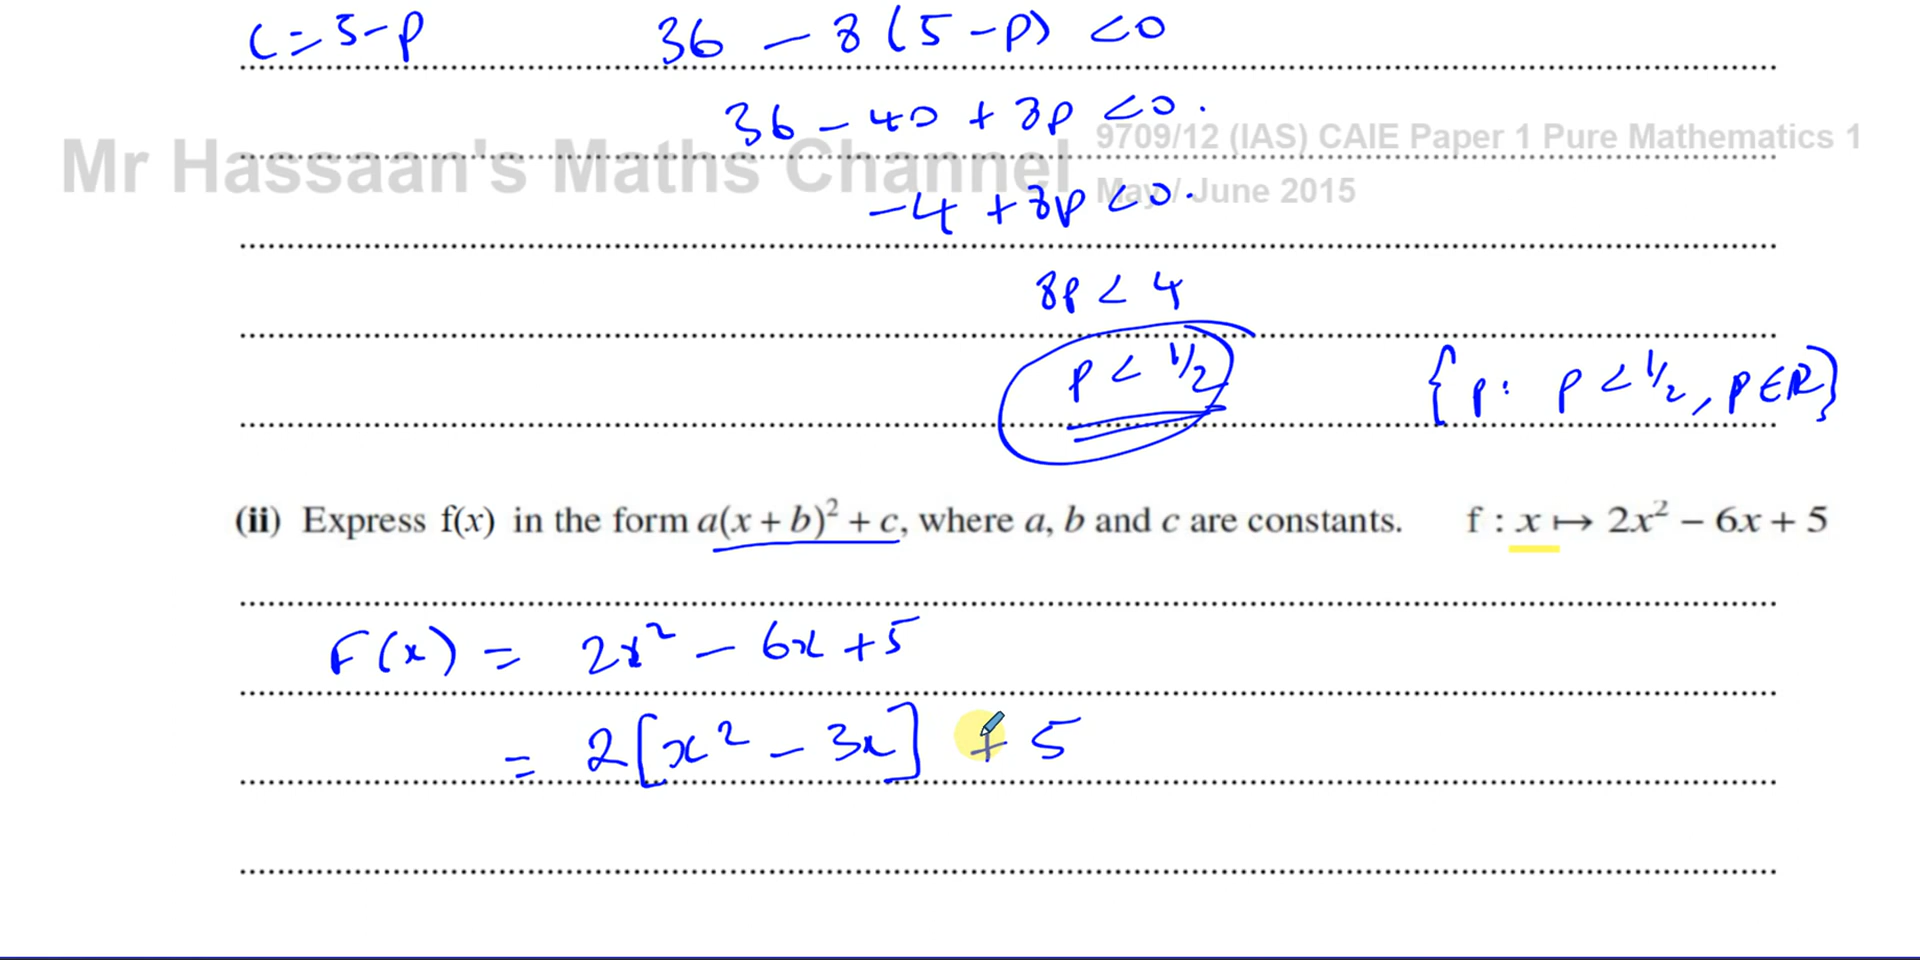 c = 5 - p 36 - 8(5 - p) < 0
36 - 40 + 8p < 0.
Mr Hassaan's Maths Channel 9709/12 (IAS) CAIE Paper 1 Pure Mathematics 1
May / June 2015
-4 + 8p < 0.
8p < 4
p < 1/2 {p: p < 1/2, p ∈ R}
(ii) Express f(x) in the form a(x + b)² + c, where a, b and c are constants. f : x ↦ 2x² − 6x + 5
F(x) = 2x² - 6x + 5
= 2[x² - 3x] + 5